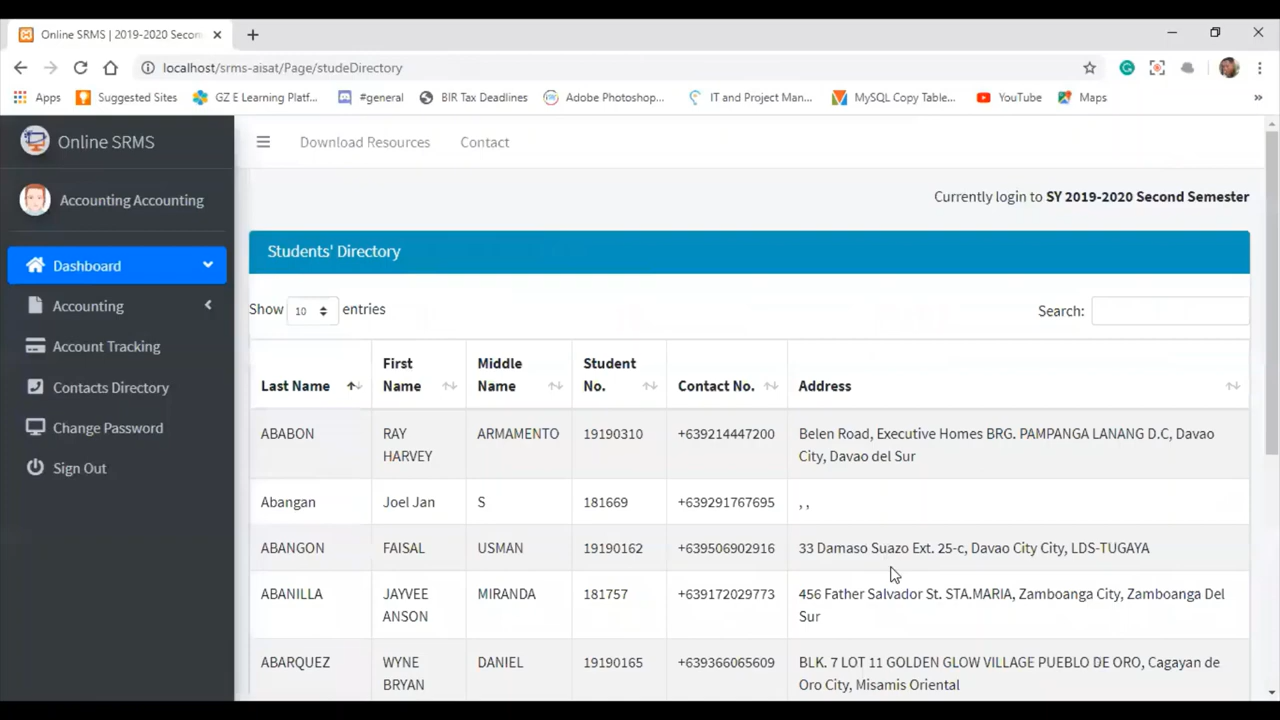 Online SRMS | 2019-2020 Secon
localhost/srms-aisat/Page/studeDirectory
Apps Suggested Sites GZ E Learning Platf... #general BIR Tax Deadlines Adobe Photoshop... IT and Project Man... MySQL Copy Table... YouTube Maps »
Online SRMS
Download Resources Contact
Accounting Accounting
Currently login to SY 2019-2020 Second Semester
Dashboard
Accounting
Account Tracking
Contacts Directory
Change Password
Sign Out
Students' Directory
Show 10 entries
Search:
Last Name First Name Middle Name Student No. Contact No. Address
ABABON RAY HARVEY ARMAMENTO 19190310 +639214447200 Belen Road, Executive Homes BRG. PAMPANGA LANANG D.C, Davao City, Davao del Sur
Abangan Joel Jan S 181669 +639291767695 , ,
ABANGON FAISAL USMAN 19190162 +639506902916 33 Damaso Suazo Ext. 25-c, Davao City City, LDS-TUGAYA
ABANILLA JAYVEE ANSON MIRANDA 181757 +639172029773 456 Father Salvador St. STA.MARIA, Zamboanga City, Zamboanga Del Sur
ABARQUEZ WYNE BRYAN DANIEL 19190165 +639366065609 BLK. 7 LOT 11 GOLDEN GLOW VILLAGE PUEBLO DE ORO, Cagayan de Oro City, Misamis Oriental